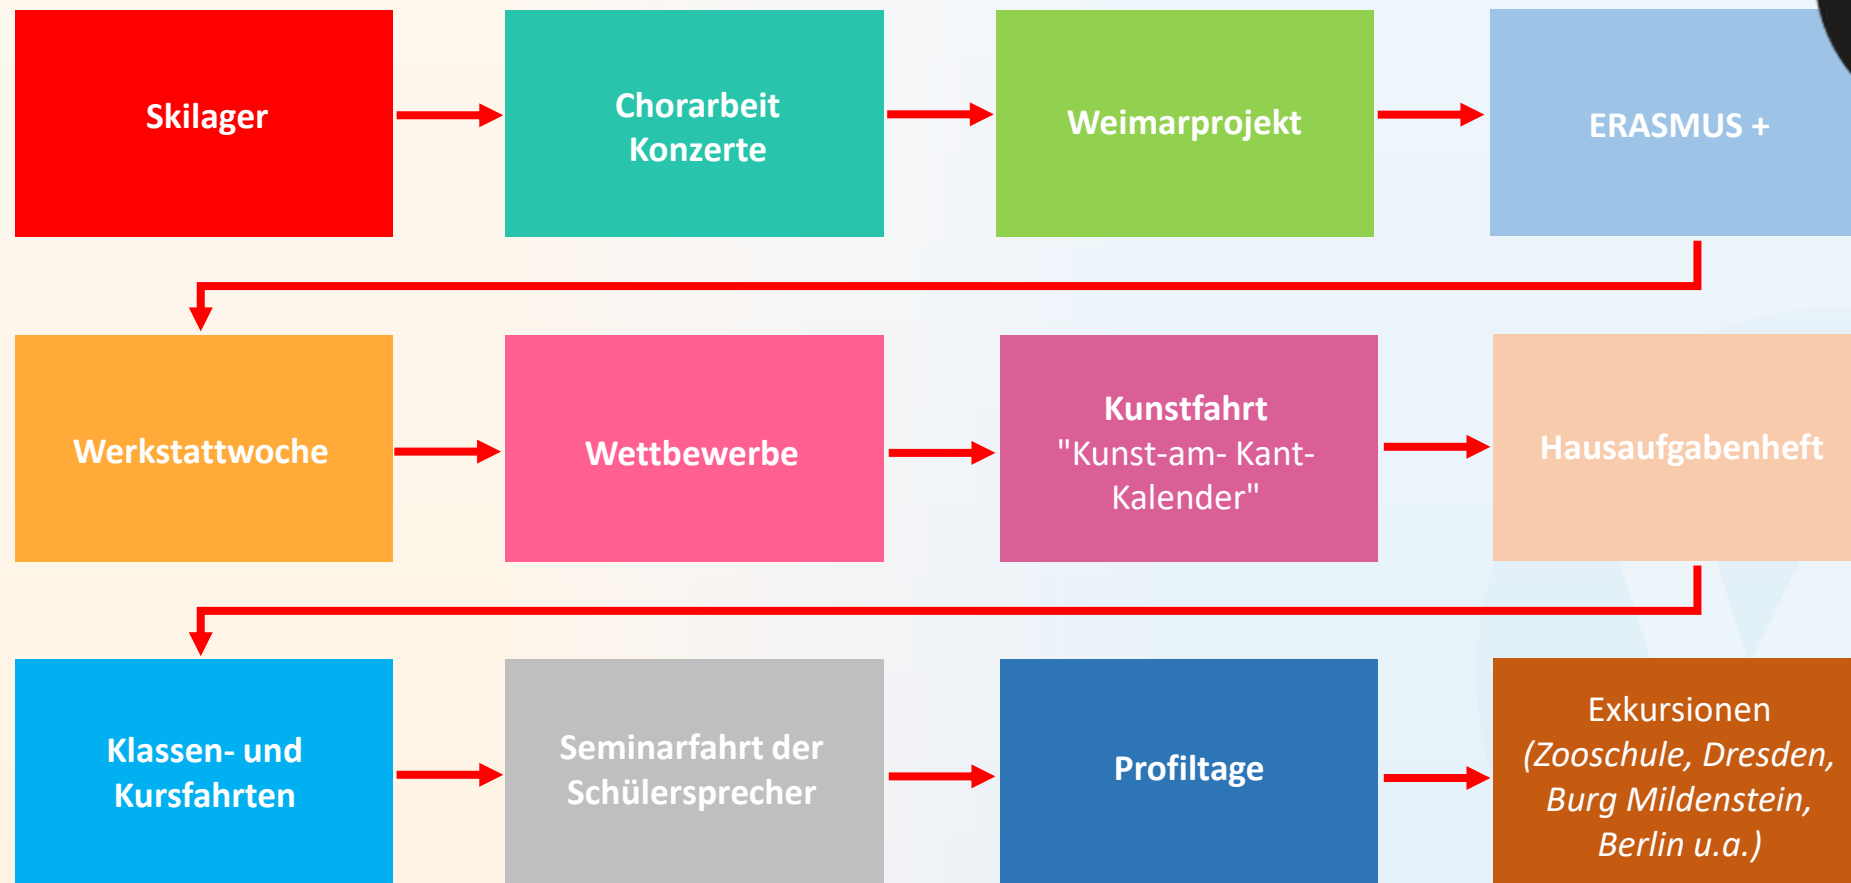 Skilager
Chorarbeit
Konzerte
Weimarprojekt
ERASMUS +
Werkstattwoche
Wettbewerbe
Kunstfahrt
"Kunst-am- Kant-
Kalender"
Hausaufgabenheft
Klassen- und
Kursfahrten
Seminarfahrt der
Schülersprecher
Profiltage
Exkursionen
(Zooschule, Dresden,
Burg Mildenstein,
Berlin u.a.)